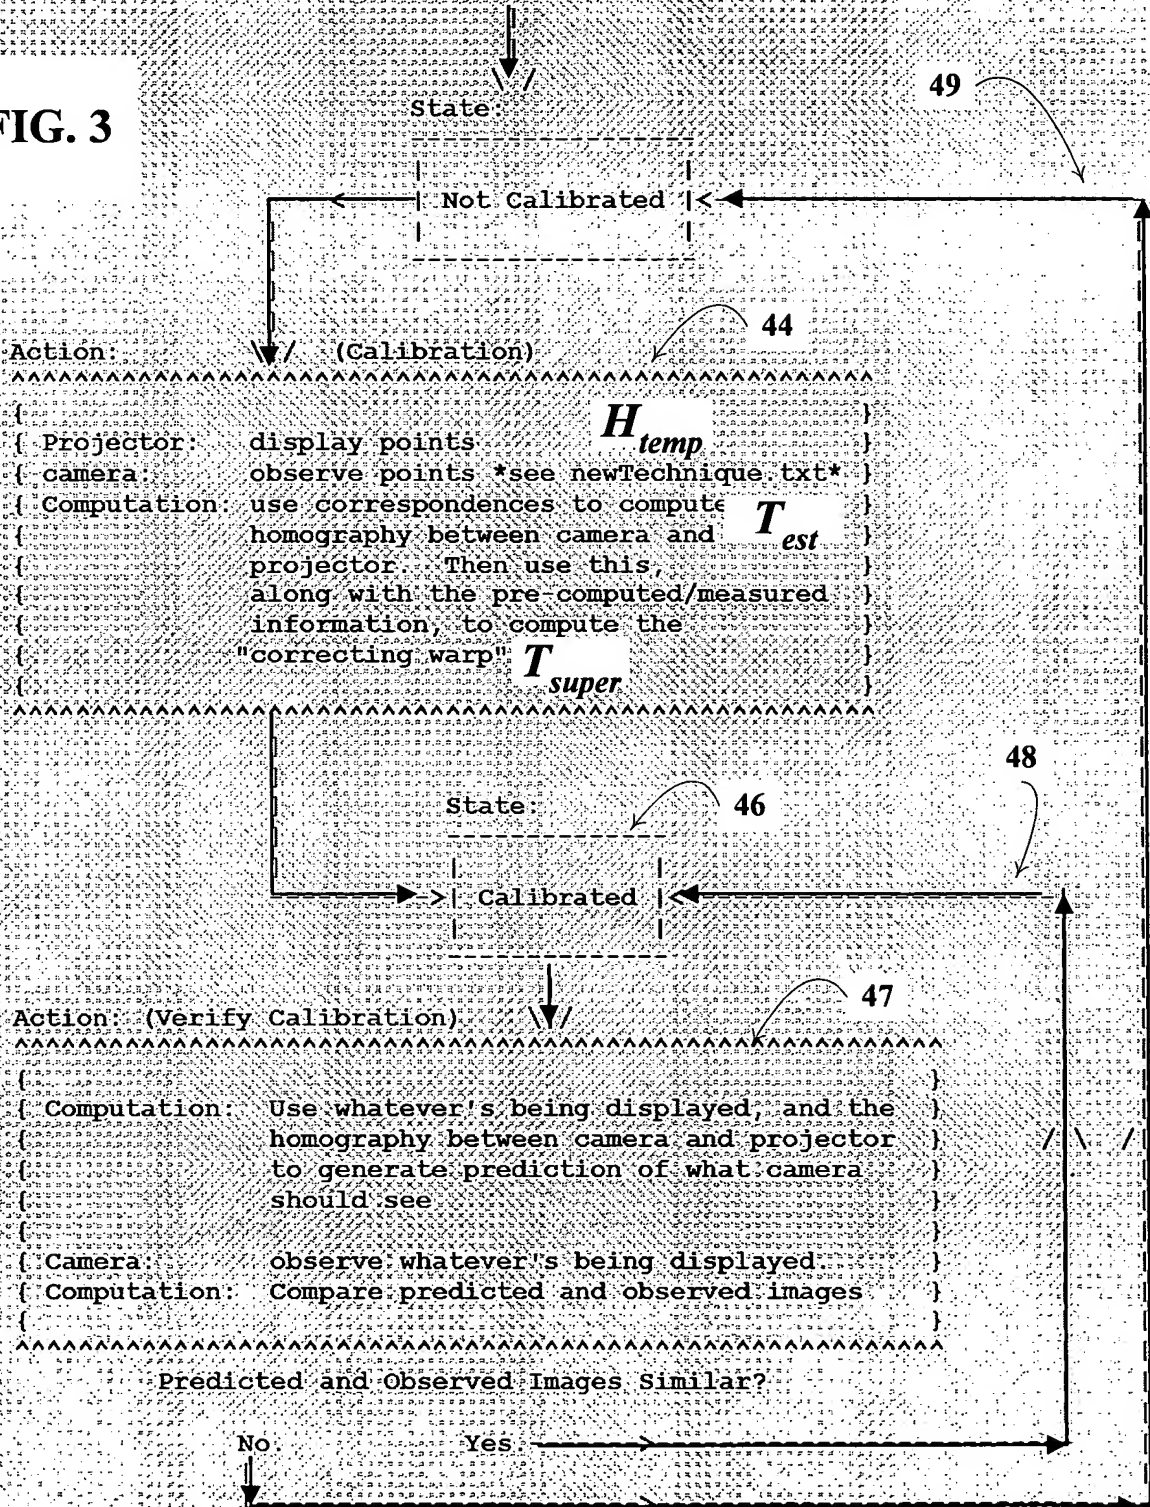 FIG. 3
49
State:
Not Calibrated
44
Action: (Calibration)
H temp
{ Projector: display points }
{ camera: observe points *see newTechnique.txt* }
{ Computation: use correspondences to compute
T est
homography between camera and
projector. Then use this,
along with the pre-computed/measured
information, to compute the
"correcting warp" T super
48
State:
46
Calibrated
47
Action: (Verify Calibration)
{ Computation: Use whatever's being displayed, and the }
{ homography between camera and projector }
{ to generate prediction of what camera }
{ should see }
{ Camera: observe whatever's being displayed. }
{ Computation: Compare predicted and observed images }
Predicted and Observed Images Similar?
No Yes